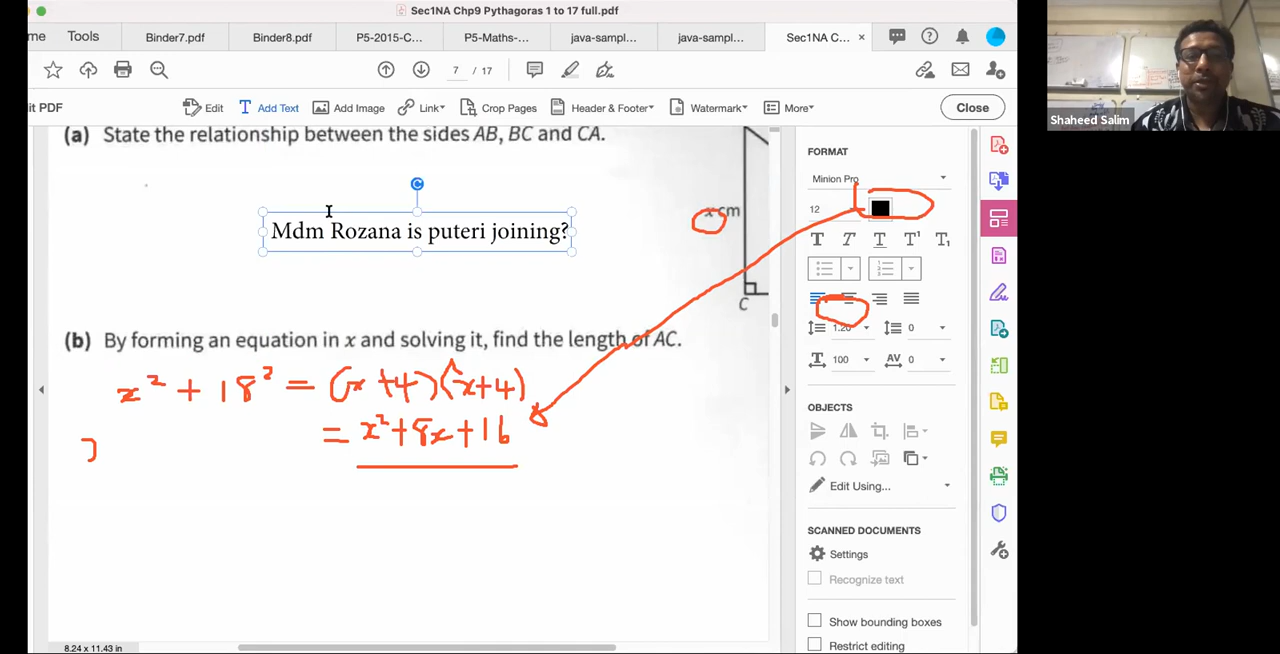 Sec1NA Chp9 Pythagoras 1 to 17 full.pdf
me Tools Binder7.pdf Binder8.pdf P5-2015-C... P5-Maths-... java-sampl... java-sampl... Sec1NA C... ×
7 / 17
it PDF Edit Add Text Add Image Link Crop Pages Header & Footer Watermark More Close
(a) State the relationship between the sides AB, BC and CA.
Mdm Rozana is puteri joining?
x cm
C
(b) By forming an equation in x and solving it, find the length of AC.
x² + 18² = (x+4)(x+4)
= x²+8x+16
FORMAT
Minion Pro
12
T T T T¹ T₁
1.20 0
100 AV 0
OBJECTS
Edit Using...
SCANNED DOCUMENTS
Settings
Recognize text
Show bounding boxes
Restrict editing
8.24 x 11.43 in
Shaheed Salim